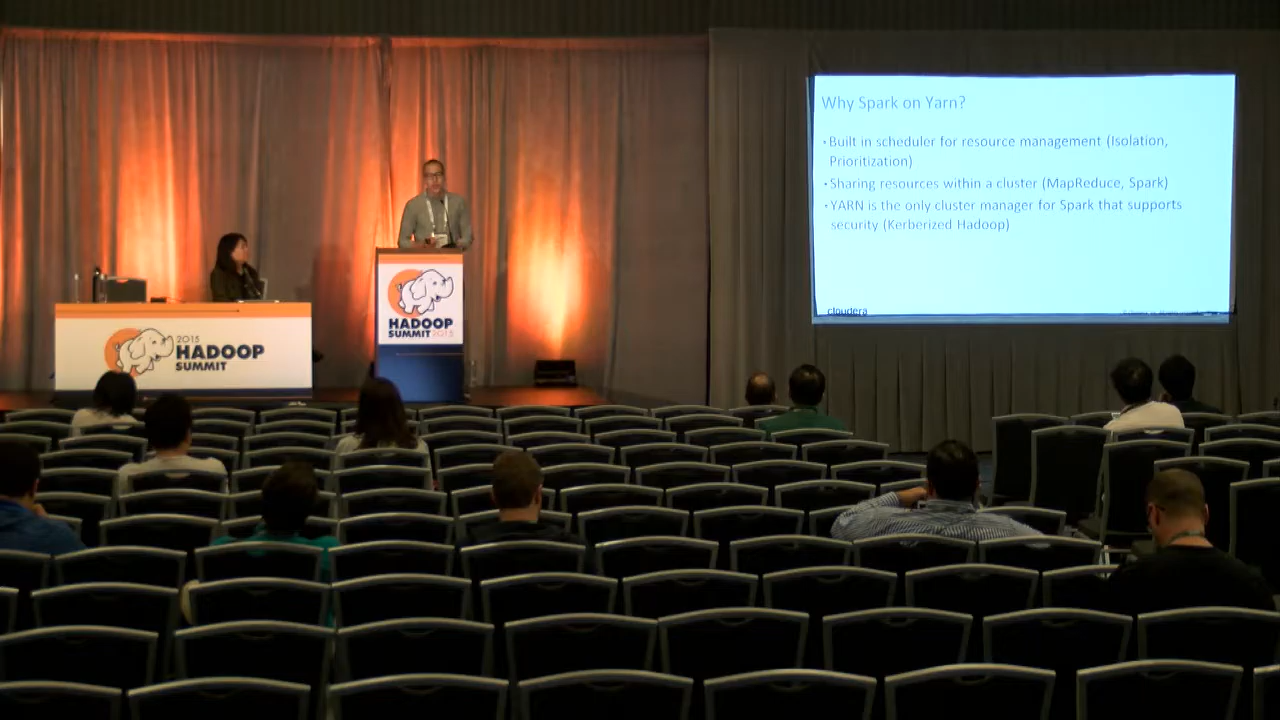 Why Spark on Yarn?
•Built in scheduler for resource management (Isolation,
Prioritization)
•Sharing resources within a cluster (MapReduce, Spark)
•YARN is the only cluster manager for Spark that supports
security (Kerberized Hadoop)
cloudera
HADOOP
SUMMIT 2015
2015
HADOOP
SUMMIT